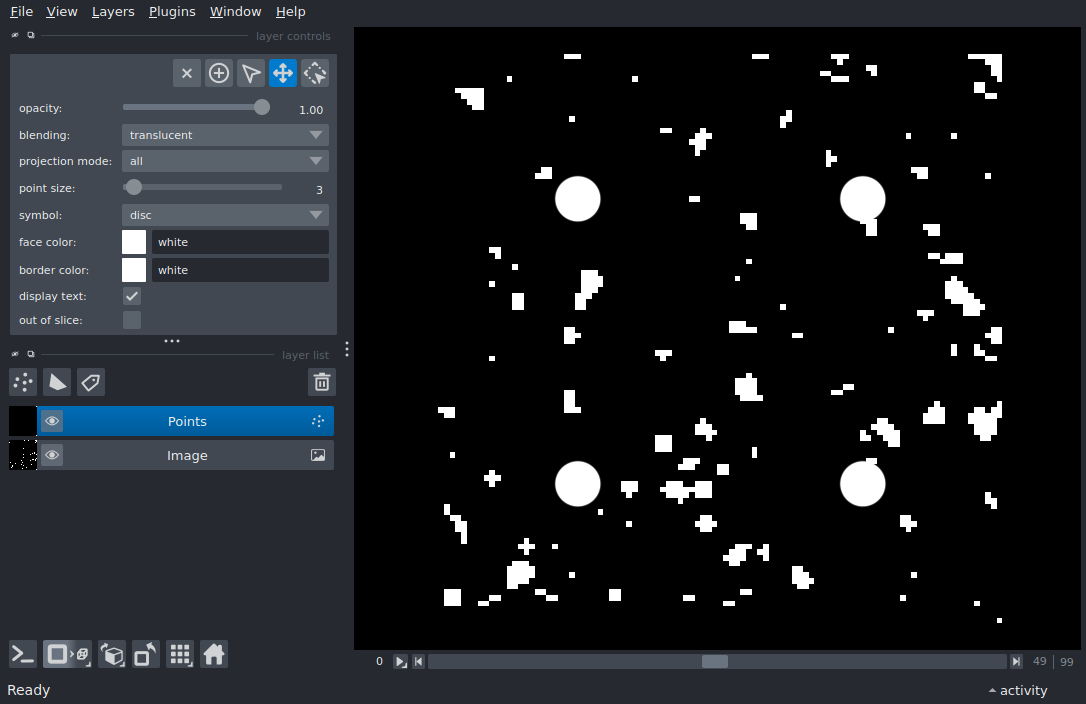 File View Layers Plugins Window Help
layer controls
opacity: 1.00
blending: translucent
projection mode: all
point size: 3
symbol: disc
face color: white
border color: white
display text:
out of slice:
layer list
Points
Image
0 49 99
Ready activity